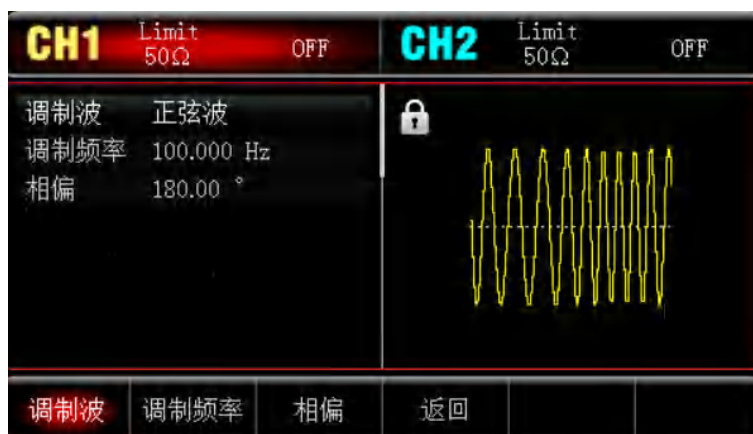 CH1 Limit 50Ω OFF CH2 Limit 50Ω OFF
调制波 正弦波
调制频率 100.000 Hz
相偏 180.00 °
调制波 调制频率 相偏 返回